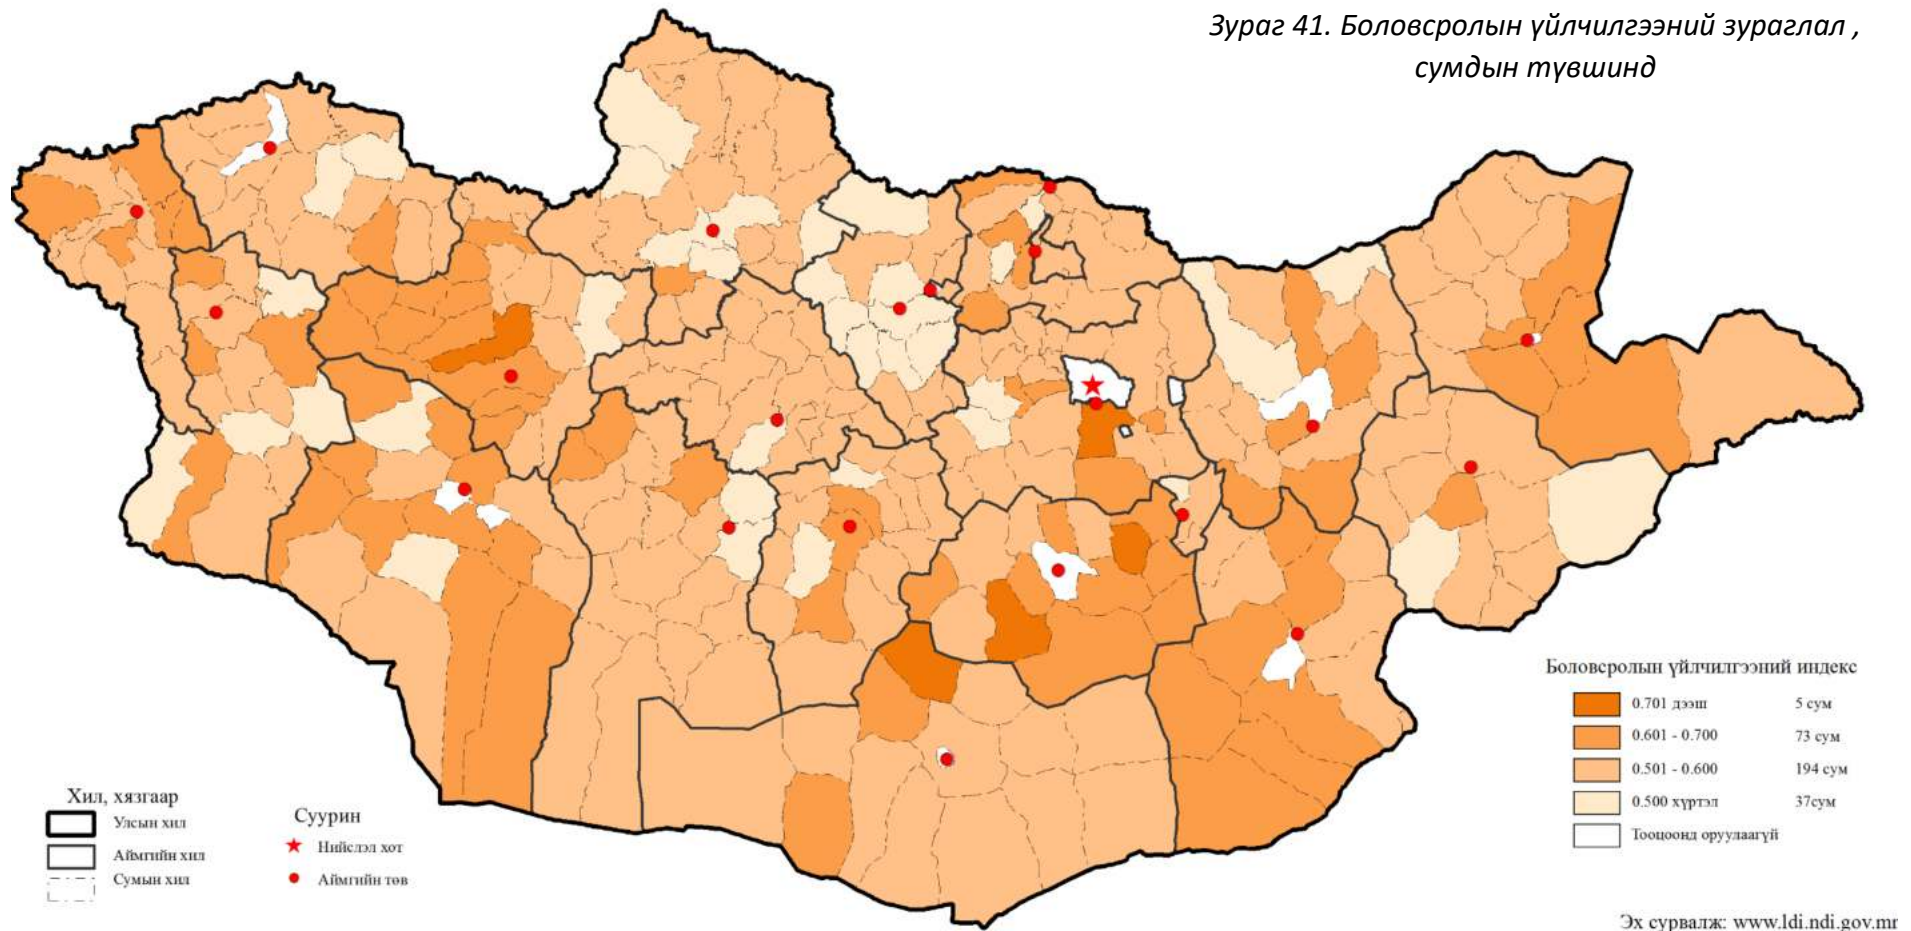 Зураг 41. Боловсролын үйлчилгээний зураглал ,
сумдын түвшинд
Боловсролын үйлчилгээний индекс
0.701 дээш 5 сум
0.601 - 0.700 73 сум
0.501 - 0.600 194 сум
0.500 хүртэл 37сум
Тооцоонд оруулаагүй
Хил, хязгаар
Улсын хил
Аймгийн хил
Сумын хил
Суурин
Нийслэл хот
Аймгийн төв
Эх сурвалж: www.ldi.ndi.gov.mn